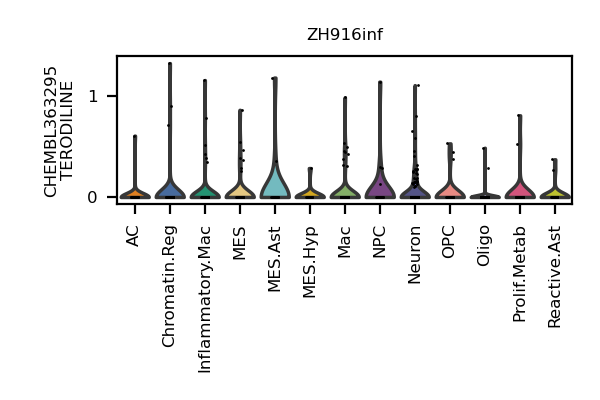 ZH916inf
CHEMBL363295
TERODILINE
1
0
AC
Chromatin.Reg
Inflammatory.Mac
MES
MES.Ast
MES.Hyp
Mac
NPC
Neuron
OPC
Oligo
Prolif.Metab
Reactive.Ast